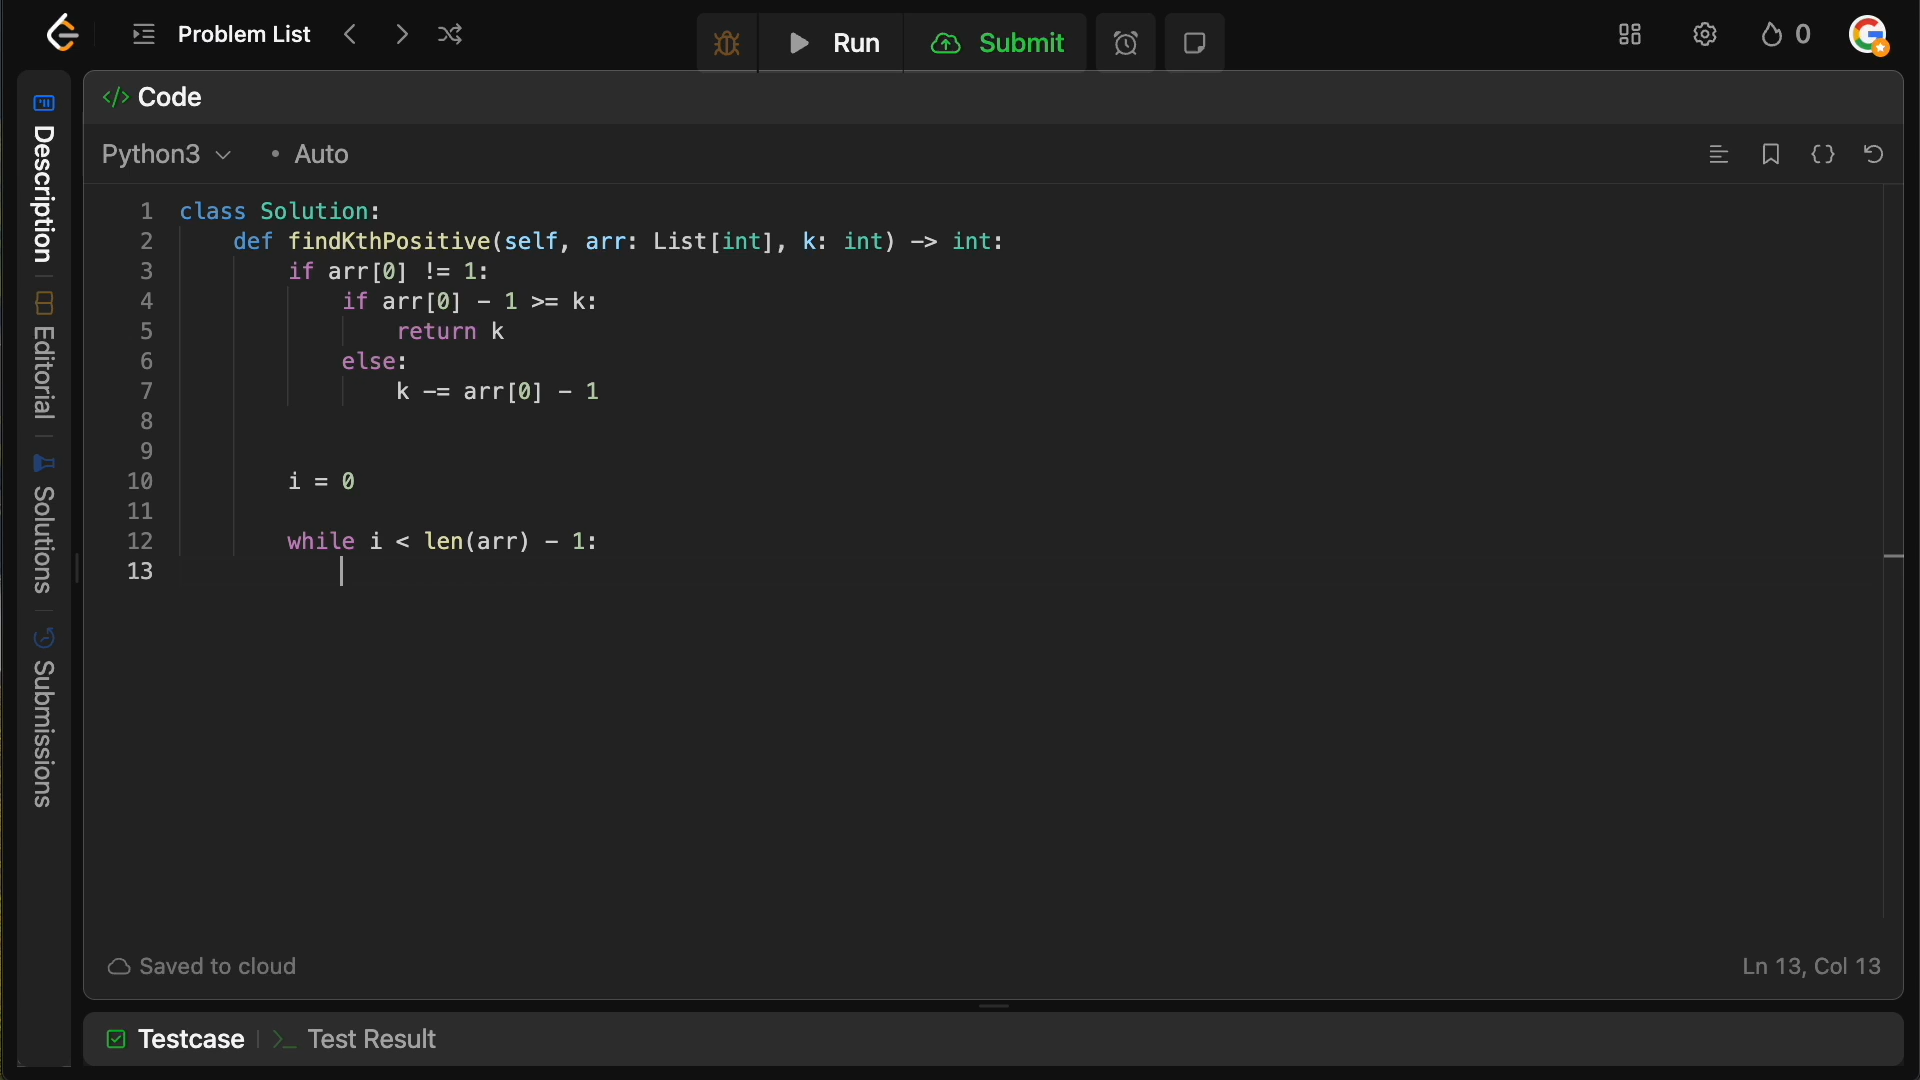 Problem List
Run
Submit
0
Description
Editorial
Solutions
Submissions
</> Code
Python3
• Auto
1 class Solution:
2     def findKthPositive(self, arr: List[int], k: int) -> int:
3         if arr[0] != 1:
4             if arr[0] - 1 >= k:
5                 return k
6             else:
7                 k -= arr[0] - 1
8
9
10         i = 0
11
12         while i < len(arr) - 1:
13
Saved to cloud
Ln 13, Col 13
Testcase
Test Result